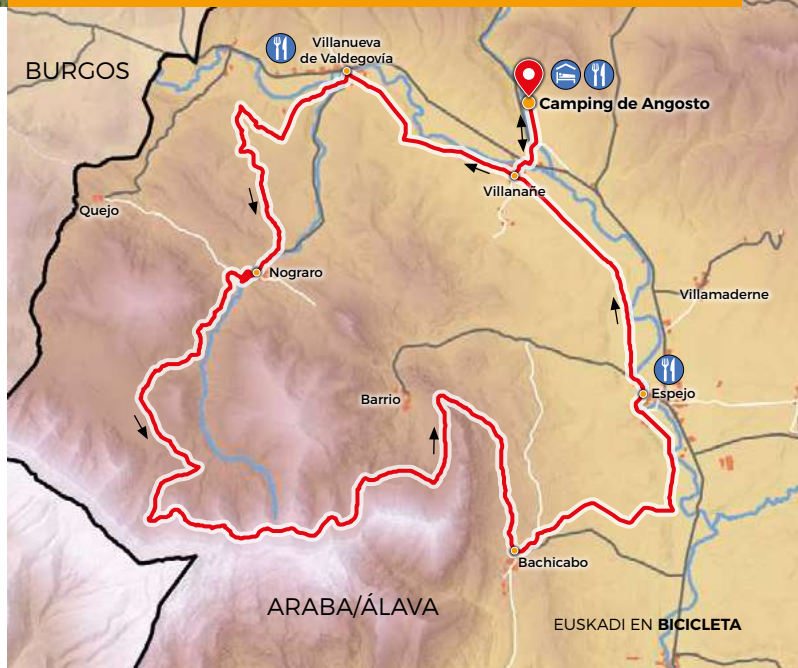 Villanueva
de Valdegovía
BURGOS
Camping de Angosto
Villanañe
Quejo
Nograro
Villamaderne
Barrio
Espejo
Bachicabo
ARABA/ÁLAVA
EUSKADI EN BICICLETA